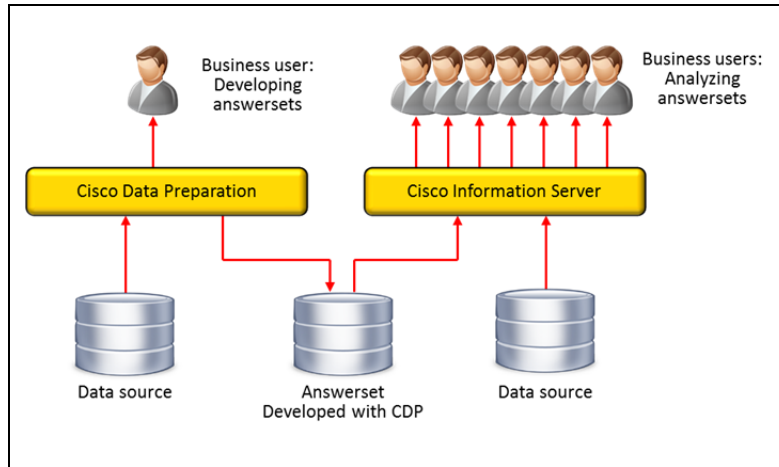 Business user:
Developing
answersets
Business users:
Analyzing
answersets
Cisco Data Preparation
Cisco Information Server
Data source
Answerset
Developed with CDP
Data source